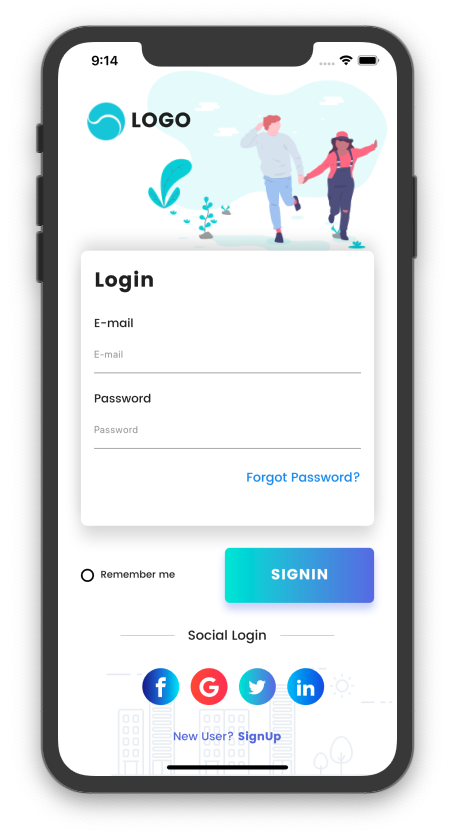 9:14
LOGO
Login
E-mail
E-mail
Password
Password
Forgot Password?
Remember me
SIGNIN
Social Login
f G in
New User? SignUp